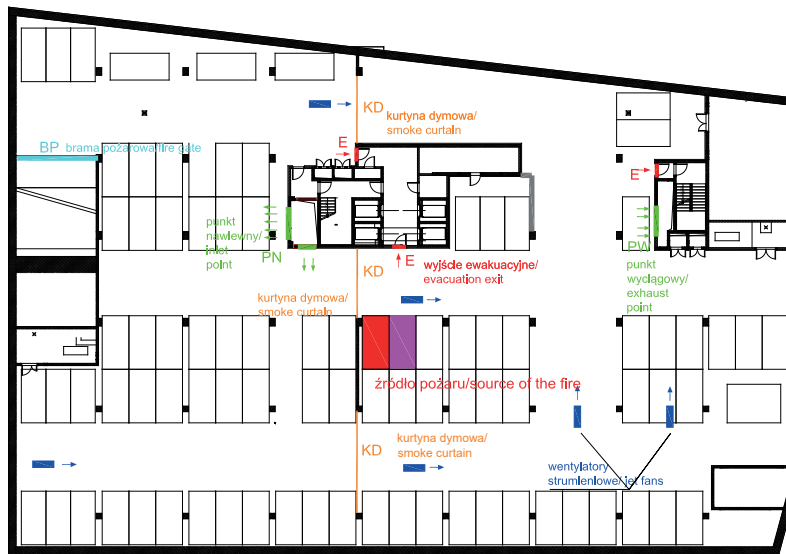 KD
kurtyna dymowa/
smoke curtain
BP brama pożarowa/fire gate
E
E
punkt
nawlewny/
inlet
point
PN
KD
E
wyjście ewakuacyjne/
evacuation exit
PW
punkt
wyciągowy/
exhaust
point
kurtyna dymowa/
smoke curtain
źródło pożaru/source of the fire
KD
kurtyna dymowa/
smoke curtain
wentylatory
strumieniowe/ jet fans